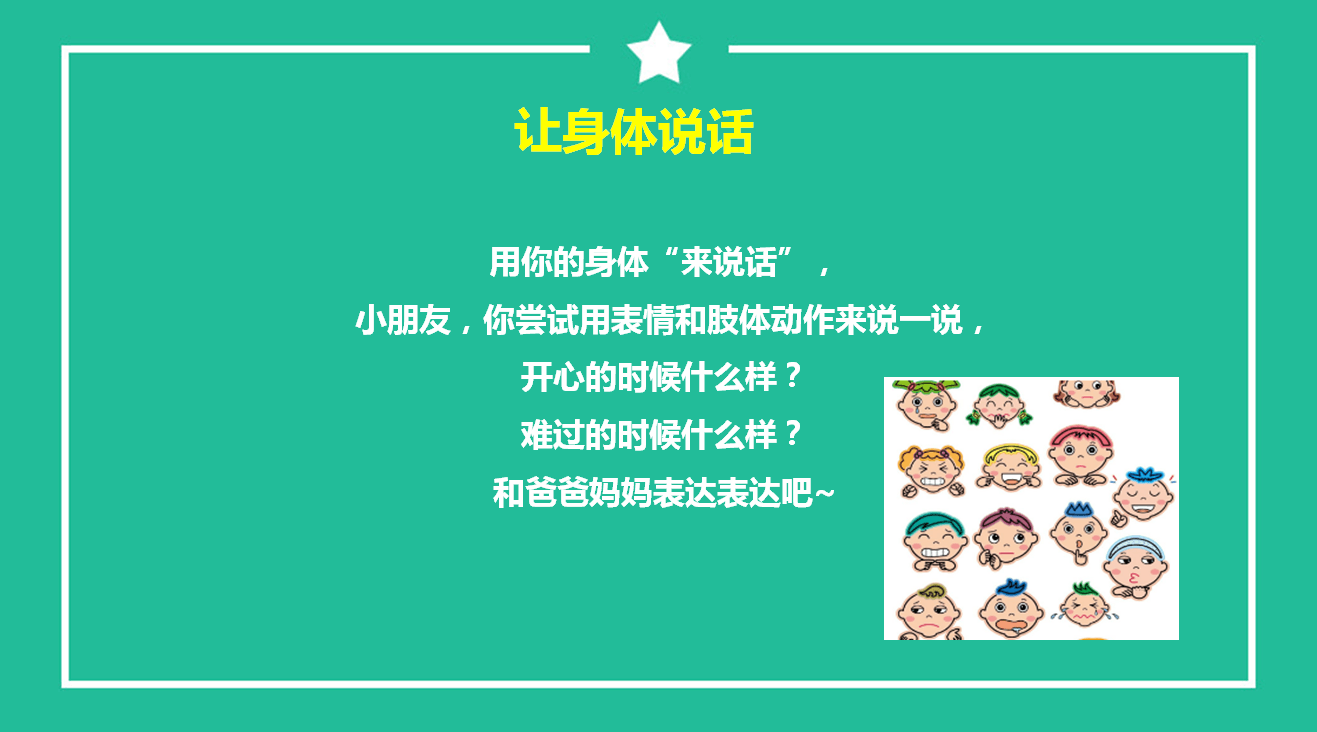 让身体说话
用你的身体“来说话”，
小朋友，你尝试用表情和肢体动作来说一说，
开心的时候什么样？
难过的时候什么样？
和爸爸妈妈表达表达吧~